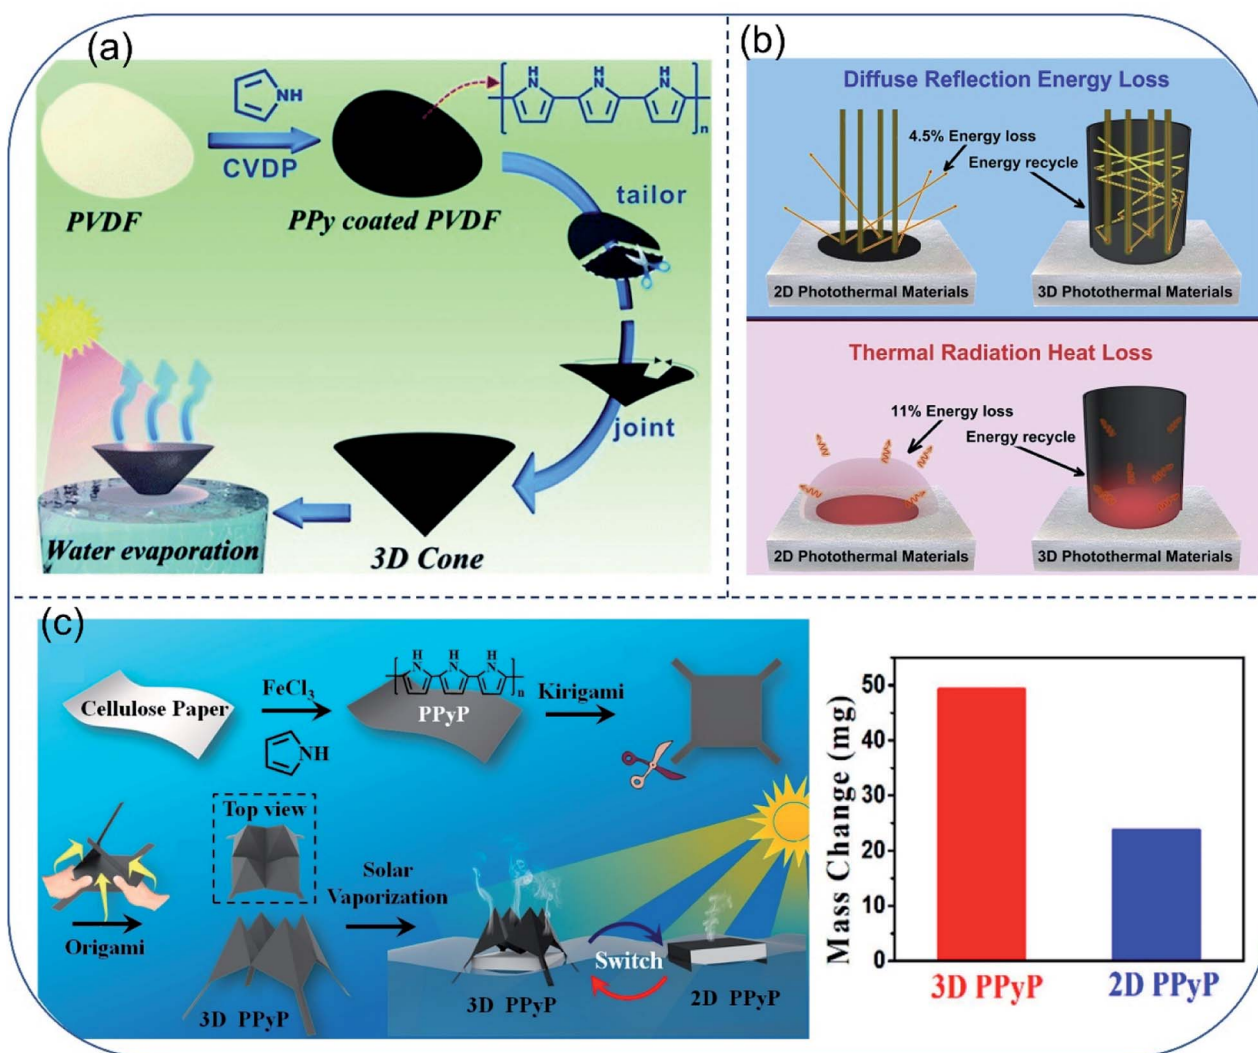 (a)
NH
H H H
N N N
n
CVDP
PVDF
PPy coated PVDF
tailor
joint
Water evaporation
3D Cone
(b)
Diffuse Reflection Energy Loss
4.5% Energy loss
Energy recycle
2D Photothermal Materials
3D Photothermal Materials
Thermal Radiation Heat Loss
11% Energy loss
Energy recycle
2D Photothermal Materials
3D Photothermal Materials
(c)
Cellulose Paper
FeCl3
NH
H H H
N N N
n
PPyP
Kirigami
Top view
Origami
3D PPyP
Solar
Vaporization
Switch
3D PPyP
2D PPyP
Mass Change (mg)
50
40
30
20
10
0
3D PPyP
2D PPyP